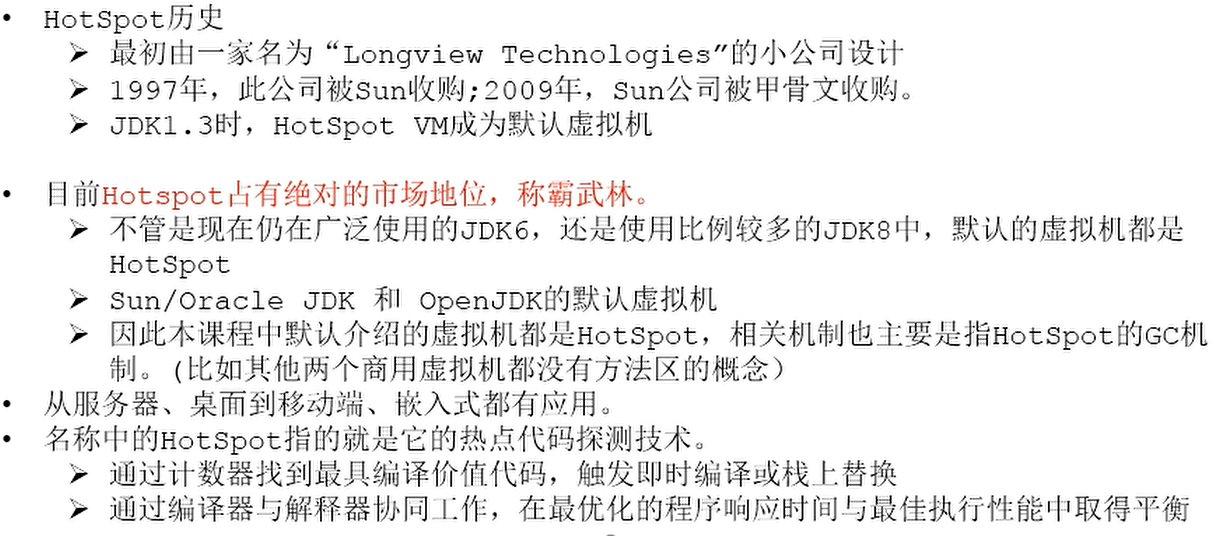 • HotSpot历史
➢ 最初由一家名为“Longview Technologies”的小公司设计
➢ 1997年，此公司被Sun收购;2009年，Sun公司被甲骨文收购。
➢ JDK1.3时，HotSpot VM成为默认虚拟机
• 目前Hotspot占有绝对的市场地位，称霸武林。
➢ 不管是现在仍在广泛使用的JDK6，还是使用比例较多的JDK8中，默认的虚拟机都是
HotSpot
➢ Sun/Oracle JDK 和 OpenJDK的默认虚拟机
➢ 因此本课程中默认介绍的虚拟机都是HotSpot，相关机制也主要是指HotSpot的GC机
制。(比如其他两个商用虚拟机都没有方法区的概念）
• 从服务器、桌面到移动端、嵌入式都有应用。
• 名称中的HotSpot指的就是它的热点代码探测技术。
➢ 通过计数器找到最具编译价值代码，触发即时编译或栈上替换
➢ 通过编译器与解释器协同工作，在最优化的程序响应时间与最佳执行性能中取得平衡